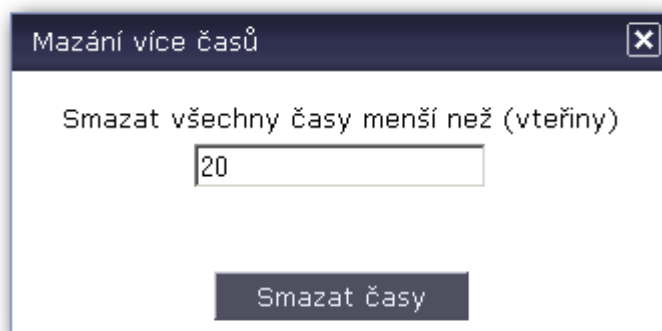 Mazání více časů
Smazat všechny časy menší než (vteřiny)
20
Smazat časy